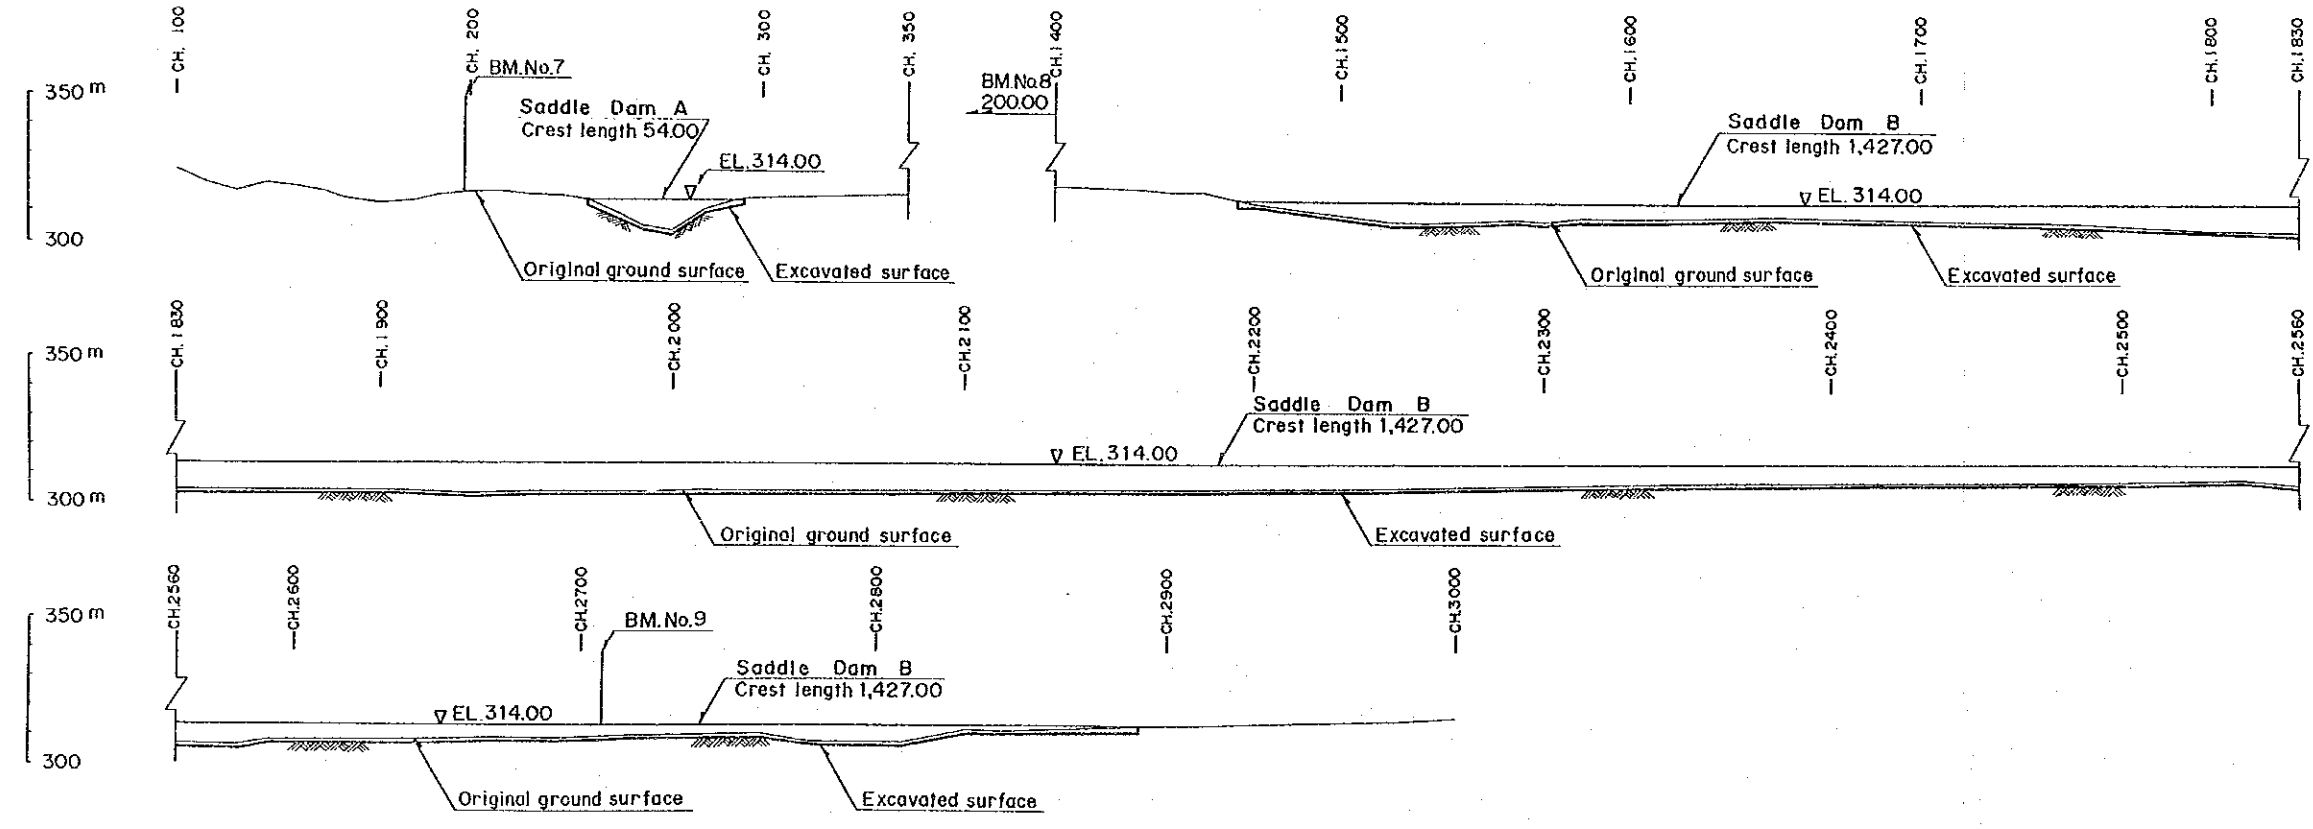 CH. 100
CH. 200
CH. 300
CH. 350
CH.1400
CH.1500
CH.1600
CH.1700
CH.1800
CH.1830
350 m
300
BM.No.7
Saddle Dam A
Crest length 54.00
EL.314.00
BM.No.8
200.00
Saddle Dam B
Crest length 1,427.00
EL. 314.00
Original ground surface
Excavated surface
Original ground surface
Excavated surface
CH.1830
CH.1900
CH.2000
CH.2100
CH.2200
CH.2300
CH.2400
CH.2500
CH.2560
350 m
300 m
Saddle Dam B
Crest length 1,427.00
EL.314.00
Original ground surface
Excavated surface
CH.2560
CH.2600
CH.2700
CH.2800
CH.2900
CH.3000
350 m
300
BM.No.9
Saddle Dam B
Crest length 1,427.00
EL.314.00
Original ground surface
Excavated surface